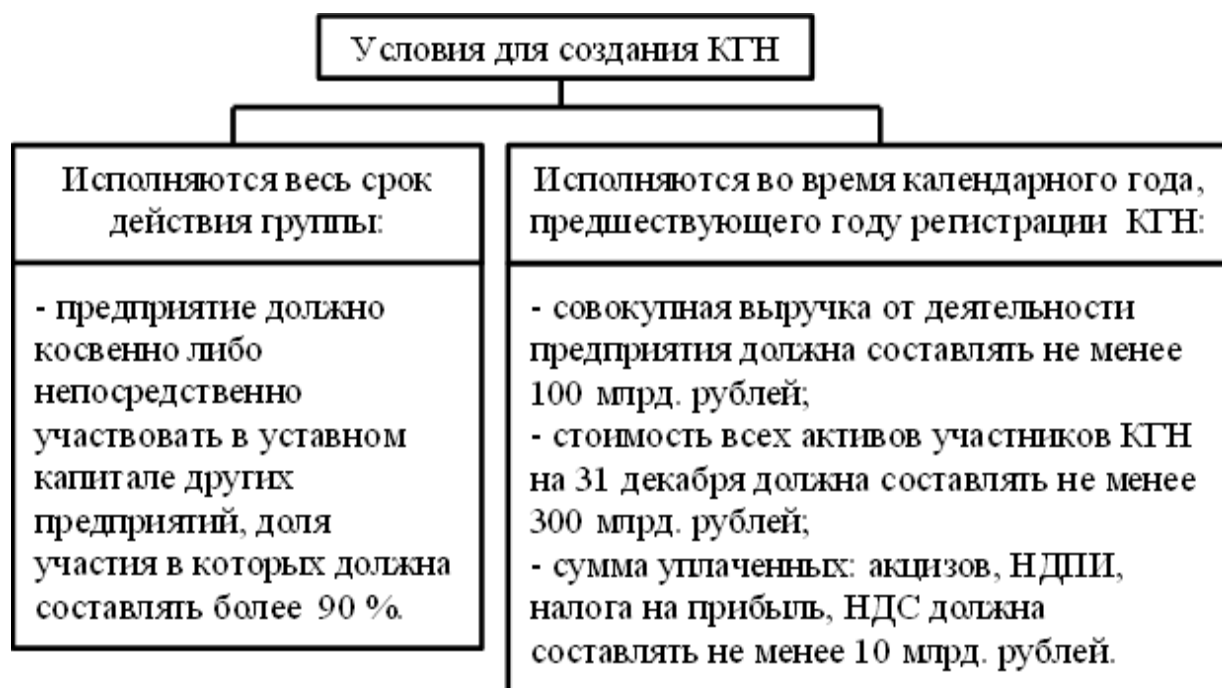 Условия для создания КГН
Исполняются весь срок
действия группы:
- предприятие должно
косвенно либо
непосредственно
участвовать в уставном
капитале других
предприятий, доля
участия в которых должна
составлять более 90 %.
Исполняются во время календарного года,
предшествующего году регистрации КГН:
- совокупная выручка от деятельности
предприятия должна составлять не менее
100 млрд. рублей;
- стоимость всех активов участников КГН
на 31 декабря должна составлять не менее
300 млрд. рублей;
- сумма уплаченных: акцизов, НДПИ,
налога на прибыль, НДС должна
составлять не менее 10 млрд. рублей.